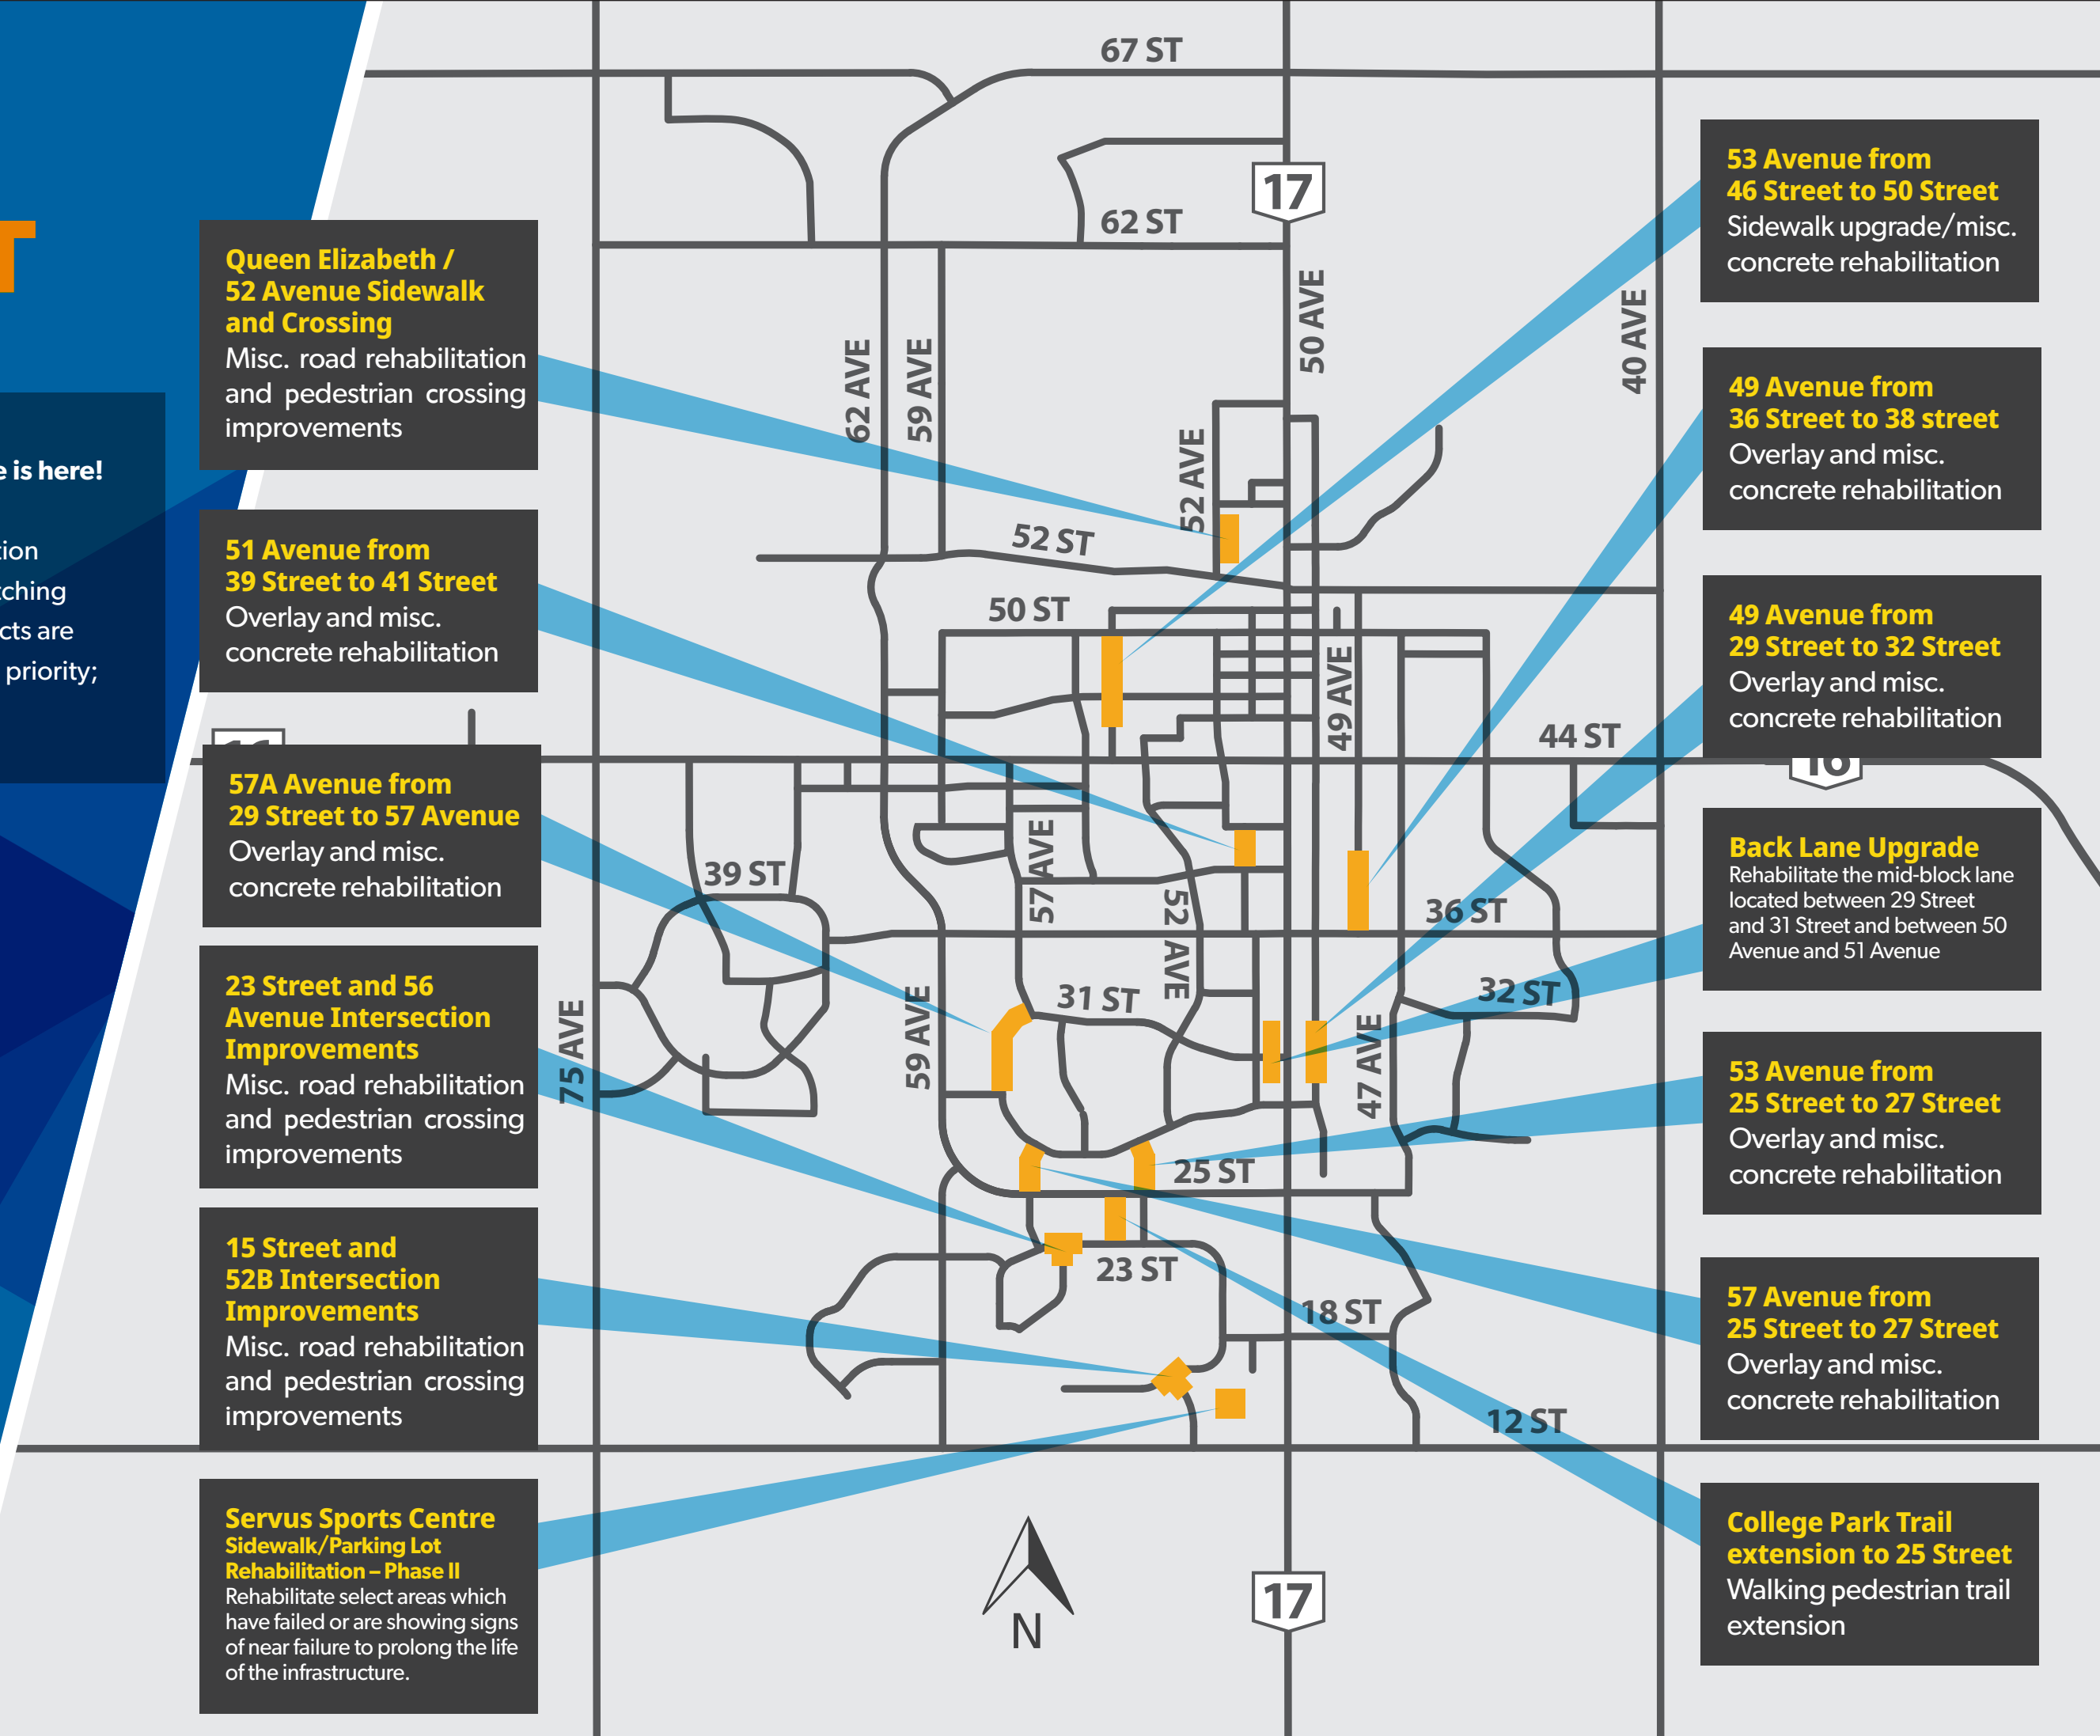 T
e is here!
tion
tching
cts are
priority;
Queen Elizabeth /
52 Avenue Sidewalk
and Crossing
Misc. road rehabilitation
and pedestrian crossing
improvements
51 Avenue from
39 Street to 41 Street
Overlay and misc.
concrete rehabilitation
57A Avenue from
29 Street to 57 Avenue
Overlay and misc.
concrete rehabilitation
23 Street and 56
Avenue Intersection
Improvements
Misc. road rehabilitation
and pedestrian crossing
improvements
15 Street and
52B Intersection
Improvements
Misc. road rehabilitation
and pedestrian crossing
improvements
Servus Sports Centre
Sidewalk/Parking Lot
Rehabilitation – Phase II
Rehabilitate select areas which
have failed or are showing signs
of near failure to prolong the life
of the infrastructure.
67 ST
17
62 ST
50 AVE
40 AVE
62 AVE
59 AVE
52 AVE
52 ST
50 ST
49 AVE
44 ST
16
16
39 ST
57 AVE
52 AVE
36 ST
31 ST
32 ST
75 AVE
59 AVE
47 AVE
25 ST
23 ST
18 ST
12 ST
N
17
53 Avenue from
46 Street to 50 Street
Sidewalk upgrade/misc.
concrete rehabilitation
49 Avenue from
36 Street to 38 street
Overlay and misc.
concrete rehabilitation
49 Avenue from
29 Street to 32 Street
Overlay and misc.
concrete rehabilitation
Back Lane Upgrade
Rehabilitate the mid-block lane
located between 29 Street
and 31 Street and between 50
Avenue and 51 Avenue
53 Avenue from
25 Street to 27 Street
Overlay and misc.
concrete rehabilitation
57 Avenue from
25 Street to 27 Street
Overlay and misc.
concrete rehabilitation
College Park Trail
extension to 25 Street
Walking pedestrian trail
extension